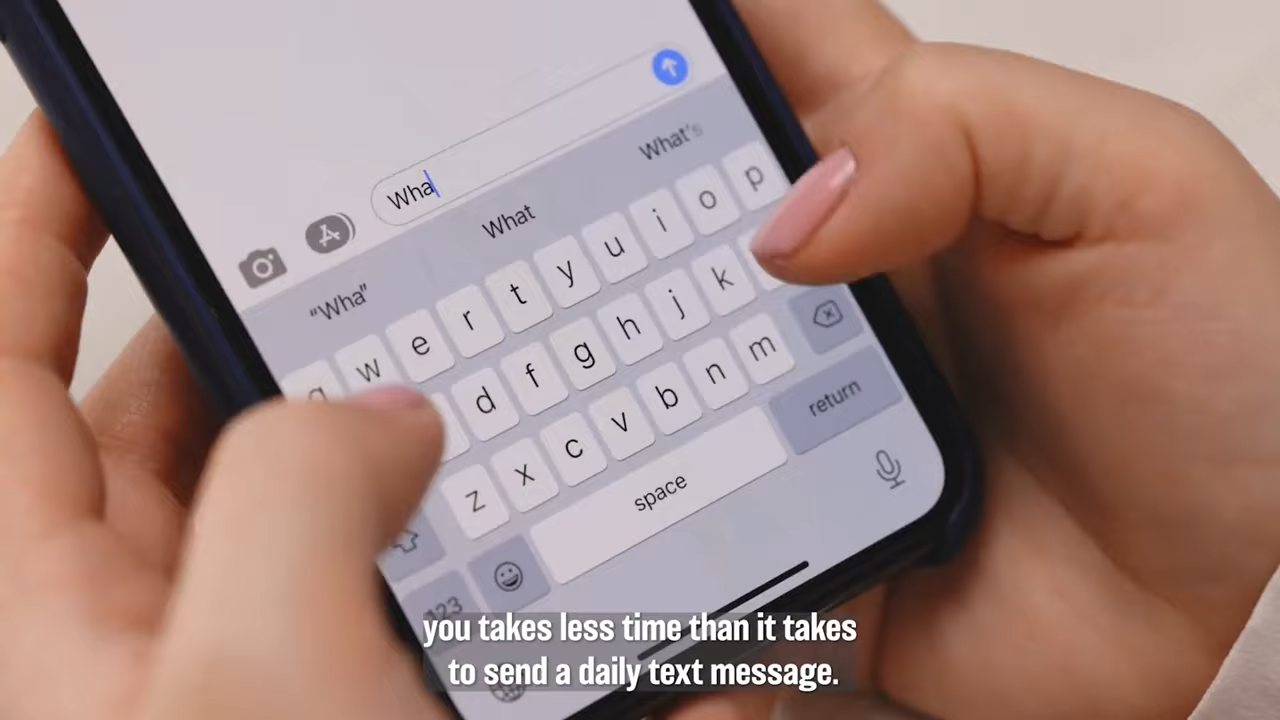 Wha
"Wha" What What's
q w e r t y u i o p
d f g h j k
z x c v b n m
123 space return
you takes less time than it takes
to send a daily text message.